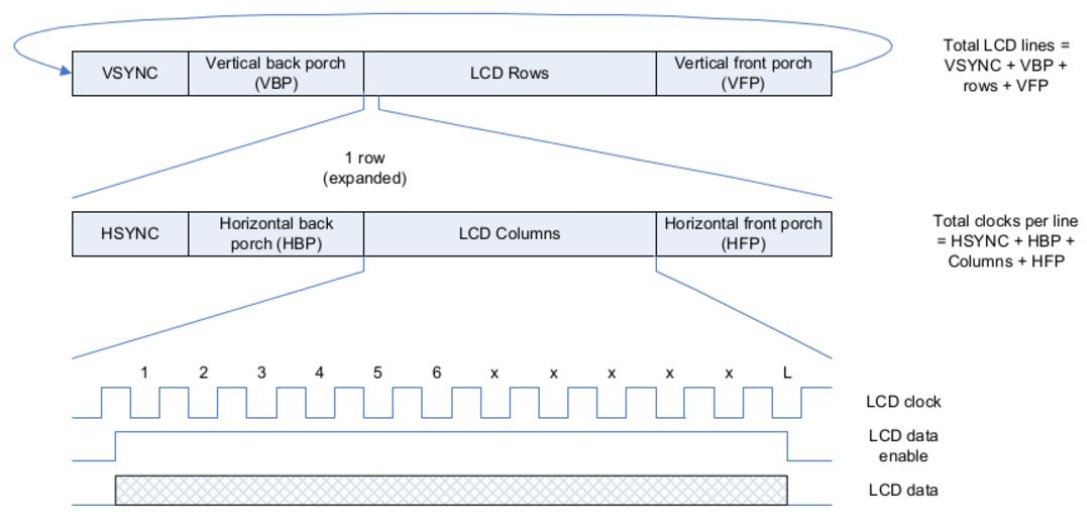 VSYNC
Vertical back porch
(VBP)
LCD Rows
Vertical front porch
(VFP)
Total LCD lines =
VSYNC + VBP +
rows + VFP
1 row
(expanded)
HSYNC
Horizontal back
porch (HBP)
LCD Columns
Horizontal front porch
(HFP)
Total clocks per line
= HSYNC + HBP +
Columns + HFP
1 2 3 4 5 6 x x x x x L
LCD clock
LCD data
enable
LCD data